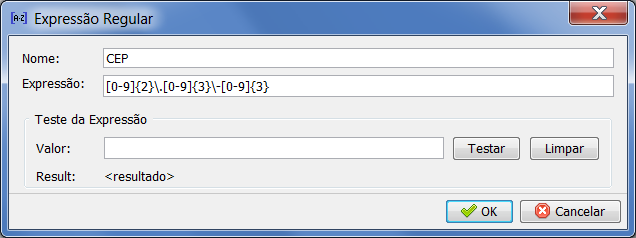 [A-Z] Expressão Regular
Nome: CEP
Expressão: [0-9]{2}\.[0-9]{3}\-[0-9]{3}
Teste da Expressão
Valor: Testar Limpar
Result: <resultado>
OK Cancelar